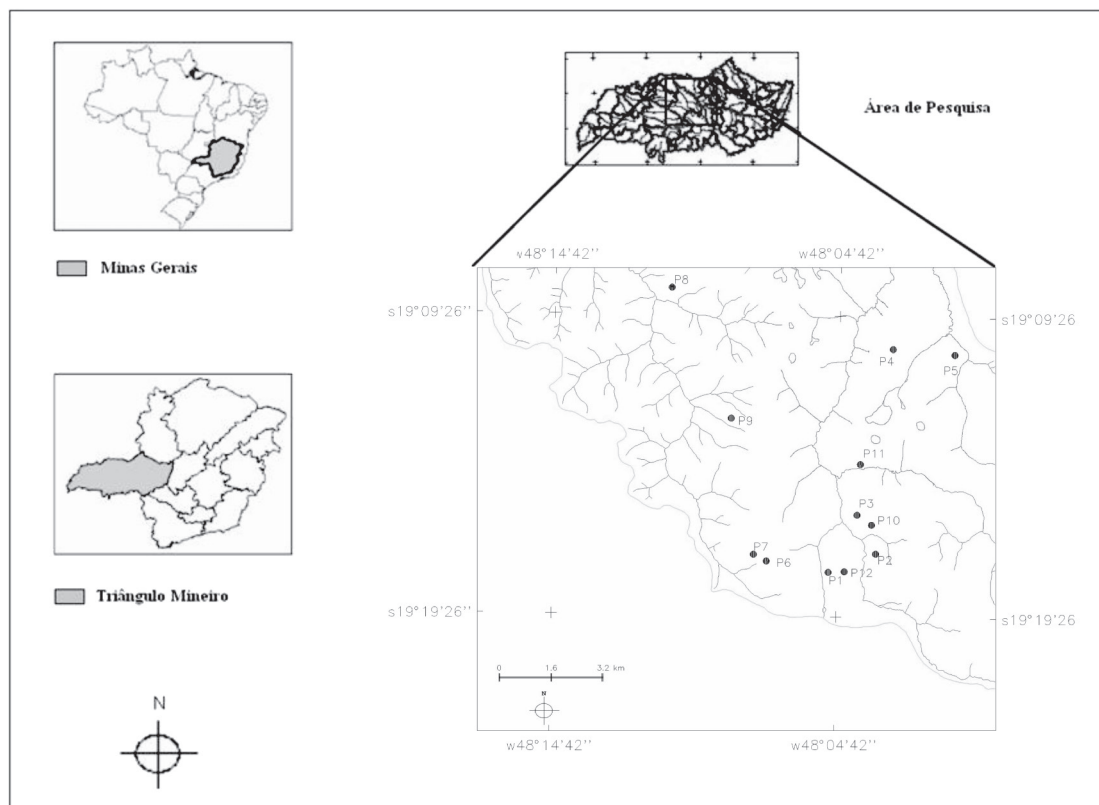 Minas Gerais
Triângulo Mineiro
N
Área de Pesquisa
w48°14'42''
w48°04'42''
s19°09'26''
s19°09'26
P8
P4
P5
P9
P11
P3
P10
P7
P6
P2
P1
P12
s19°19'26''
s19°19'26
0 1.6 3.2 km
N
w48°14'42''
w48°04'42''